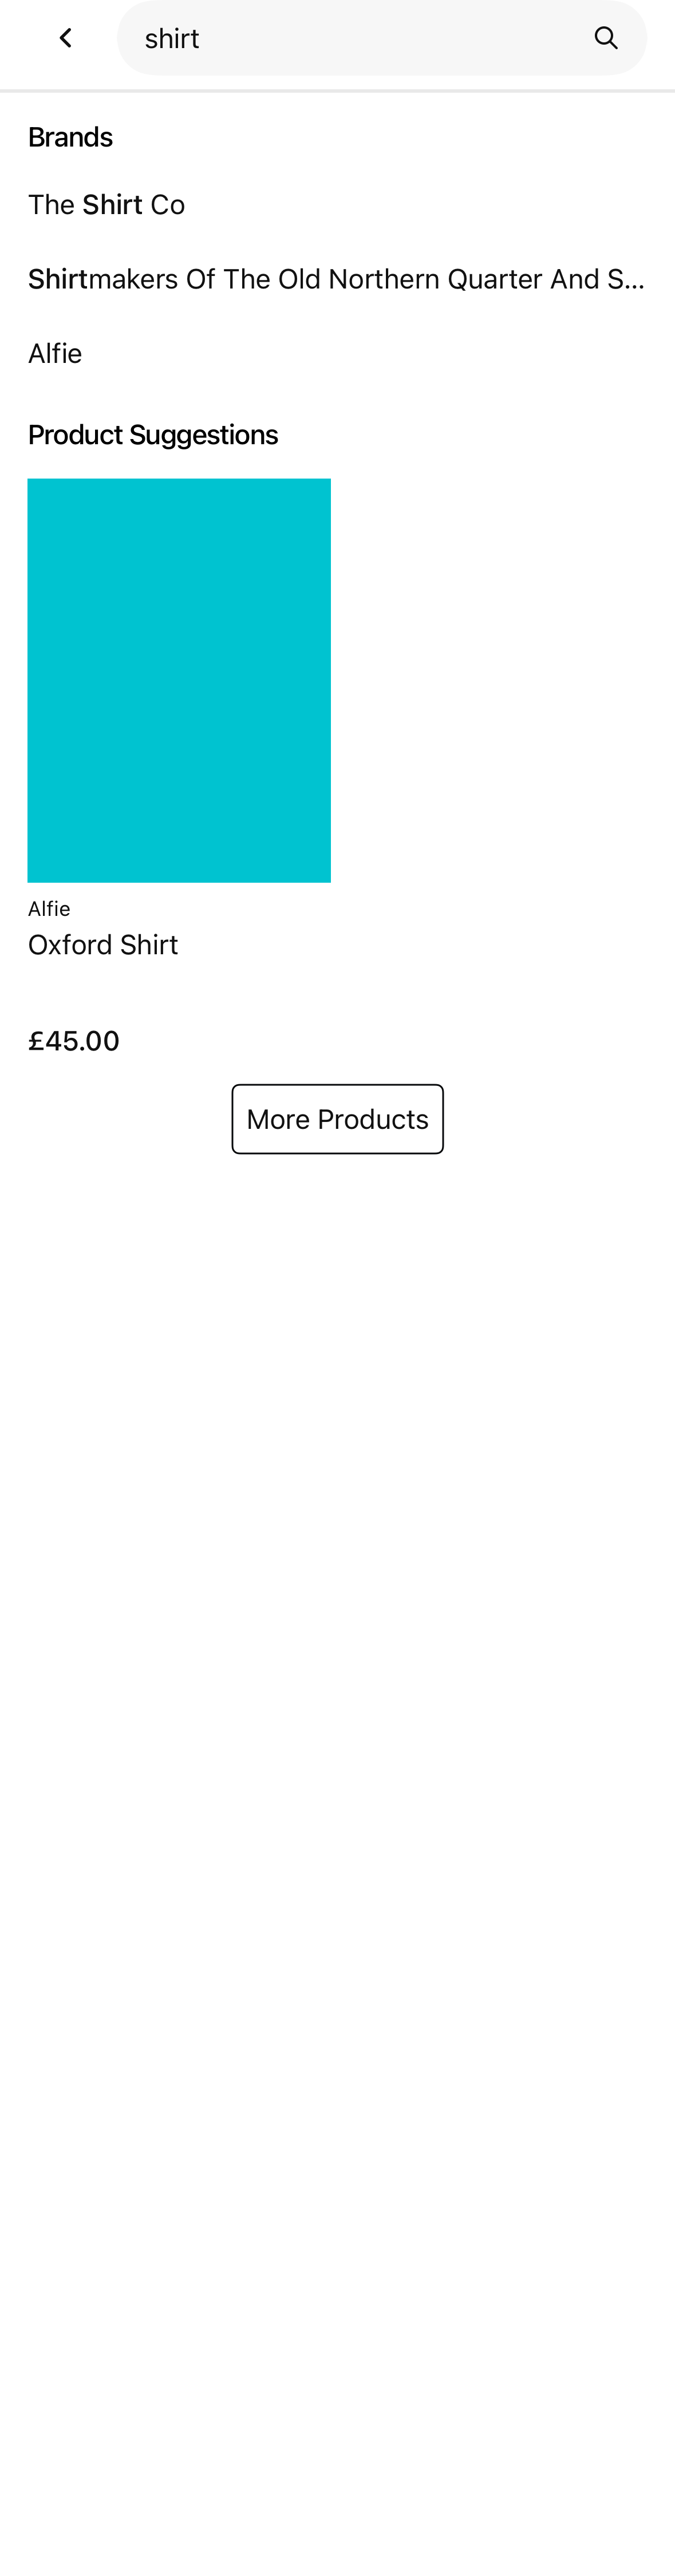 shirt
Brands
The Shirt Co
Shirtmakers Of The Old Northern Quarter And S...
Alfie
Product Suggestions
Alfie
Oxford Shirt
£45.00
More Products